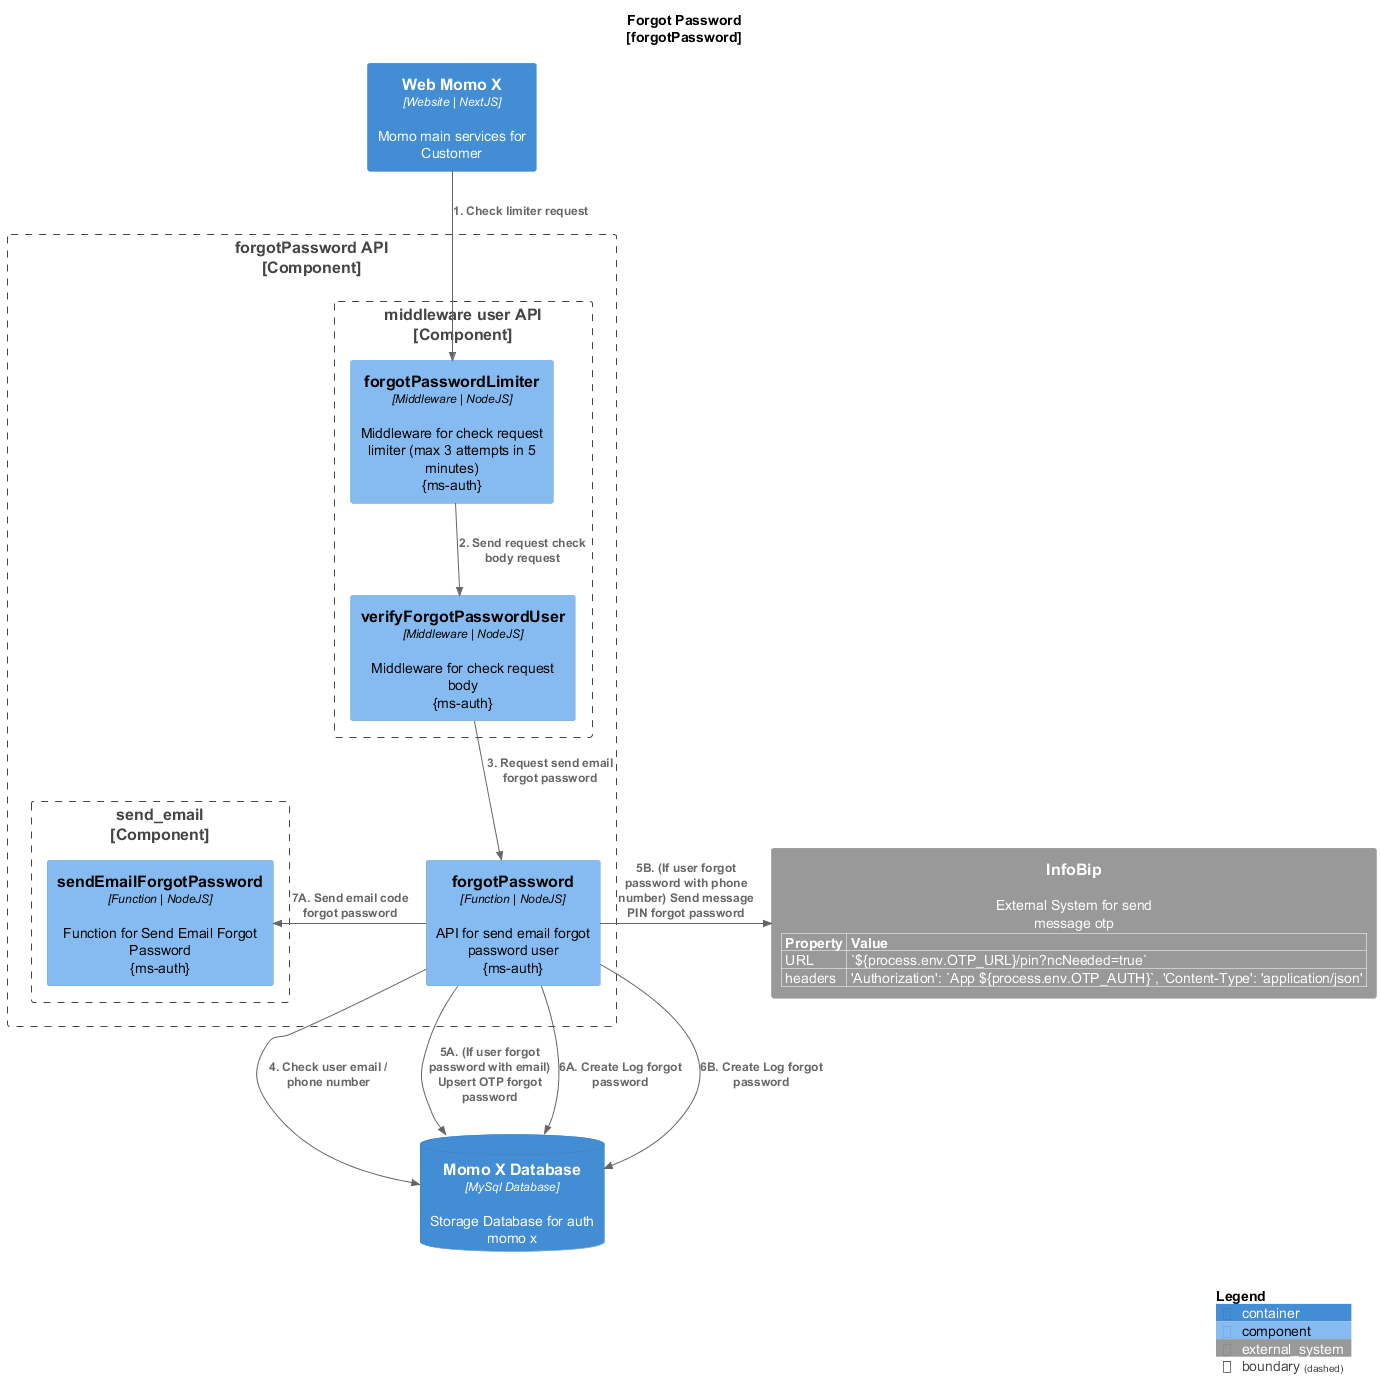 Forgot Password
[forgotPassword]
Web Momo X
[Website | NextJS]
Momo main services for
Customer
1. Check limiter request
forgotPassword API
[Component]
middleware user API
[Component]
forgotPasswordLimiter
[Middleware | NodeJS]
Middleware for check request
limiter (max 3 attempts in 5
minutes)
{ms-auth}
2. Send request check
body request
verifyForgotPasswordUser
[Middleware | NodeJS]
Middleware for check request
body
{ms-auth}
3. Request send email
forgot password
send_email
[Component]
sendEmailForgotPassword
[Function | NodeJS]
Function for Send Email Forgot
Password
{ms-auth}
7A. Send email code
forgot password
forgotPassword
[Function | NodeJS]
API for send email forgot
password user
{ms-auth}
5B. (If user forgot
password with phone
number) Send message
PIN forgot password
InfoBip
External System for send
message otp
Property Value
URL `${process.env.OTP_URL}/pin?ncNeeded=true`
headers 'Authorization': `App ${process.env.OTP_AUTH}`, 'Content-Type': 'application/json'
4. Check user email /
phone number
5A. (If user forgot
password with email)
Upsert OTP forgot
password
6A. Create Log forgot
password
6B. Create Log forgot
password
Momo X Database
[MySql Database]
Storage Database for auth
momo x
Legend
container
component
external_system
boundary (dashed)